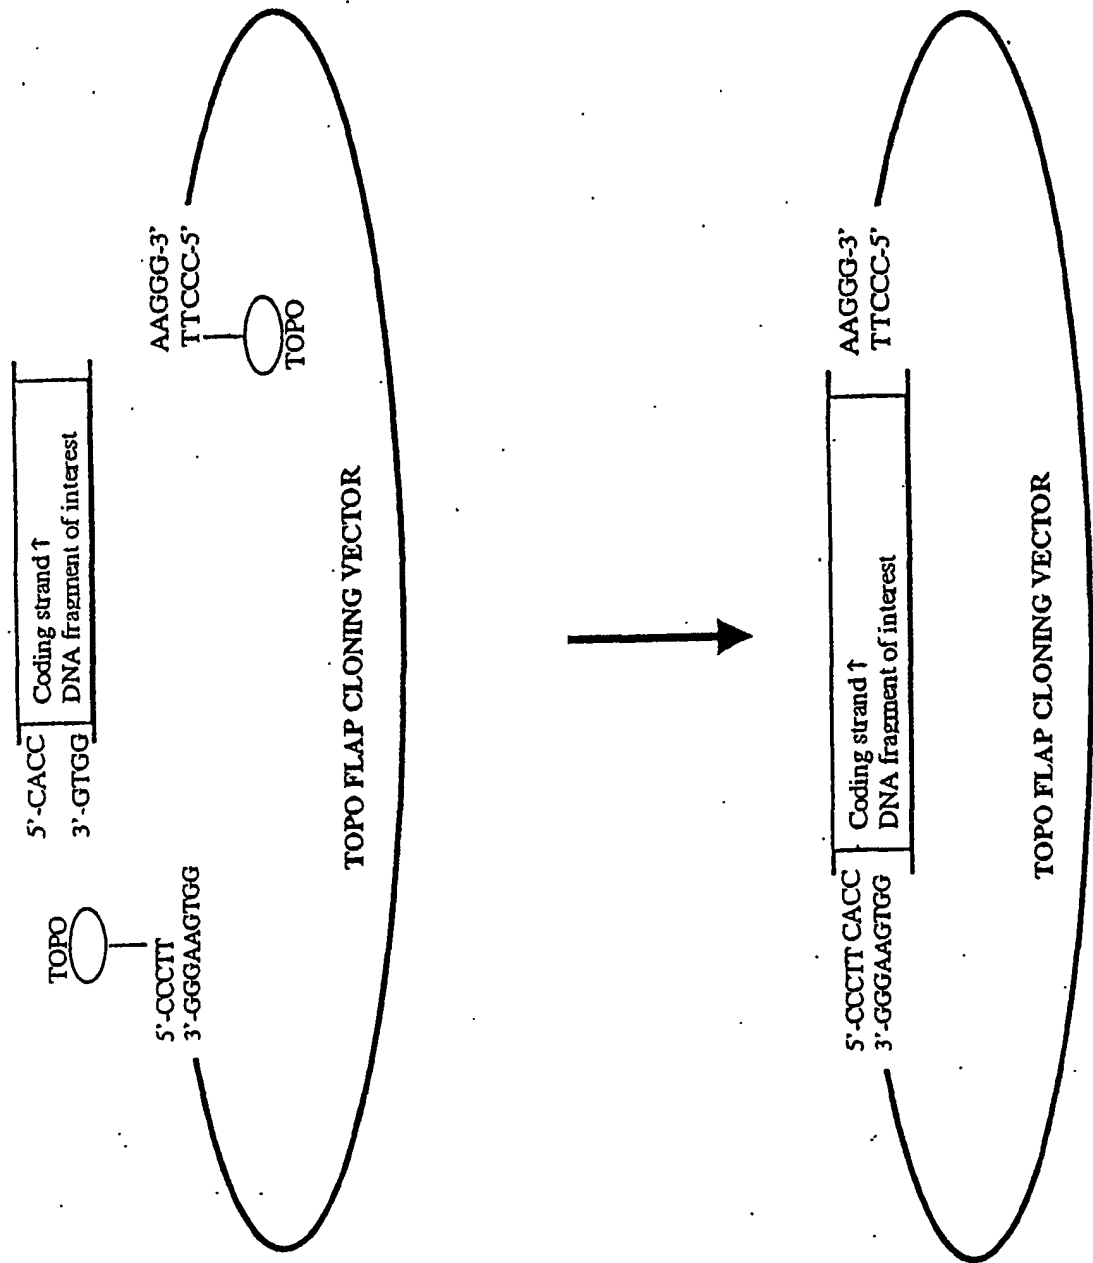 5'-CACC
3'-GTGG
Coding strand ↑
DNA fragment of interest
TOPO
5'-CCCTT
3'-GGGAAGTGG
AAGGG-3'
TTCCC-5'
TOPO
TOPO FLAP CLONING VECTOR
5'-CCCTT CACC
3'-GGGAAGTGG
Coding strand ↑
DNA fragment of interest
AAGGG-3'
TTCCC-5'
TOPO FLAP CLONING VECTOR